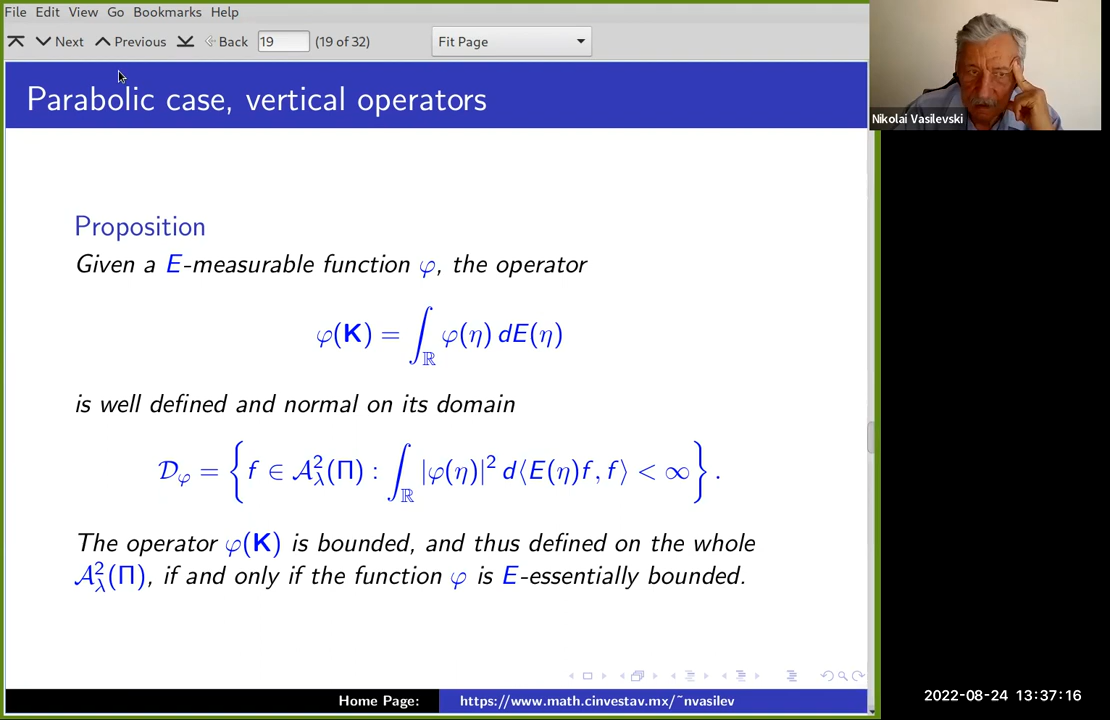 File Edit View Go Bookmarks Help
Next Previous Back 19 (19 of 32) Fit Page
Parabolic case, vertical operators
Nikolai Vasilevski
Proposition
Given a E-measurable function φ, the operator
φ(K) = ∫_ℝ φ(η) dE(η)
is well defined and normal on its domain
𝒟_φ = { f ∈ 𝒜²_λ(Π) : ∫_ℝ |φ(η)|² d⟨E(η)f, f⟩ < ∞ } .
The operator φ(K) is bounded, and thus defined on the whole
𝒜²_λ(Π), if and only if the function φ is E-essentially bounded.
Home Page: https://www.math.cinvestav.mx/~nvasilev
2022-08-24 13:37:16